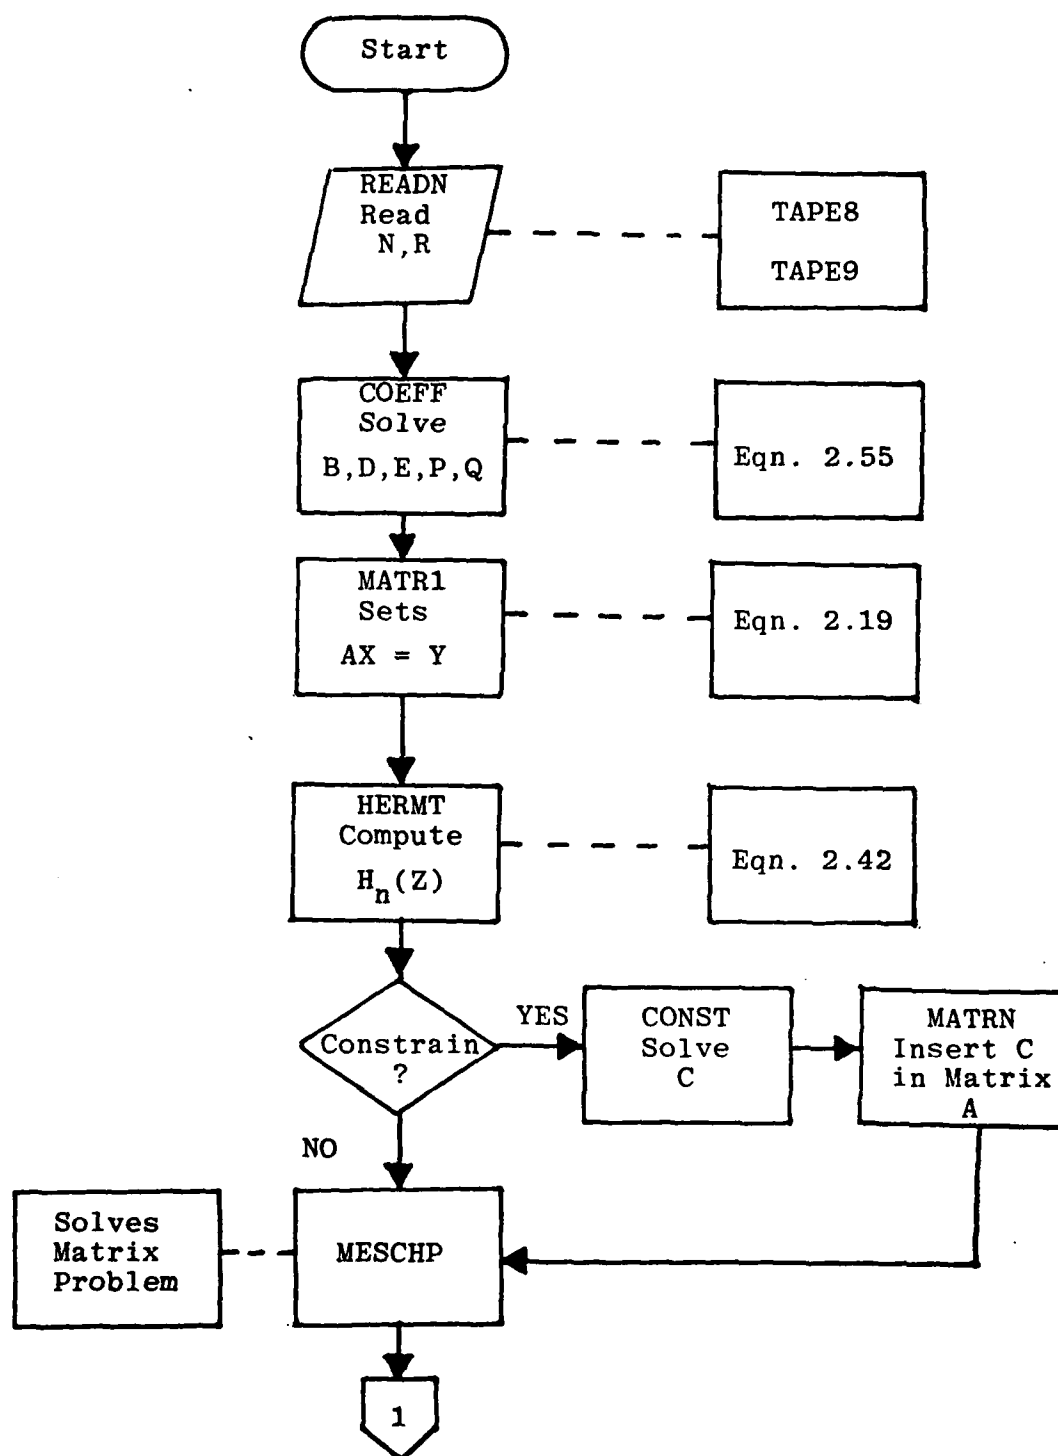 Start
READN
Read
N,R
TAPE8
TAPE9
COEFF
Solve
B,D,E,P,Q
Eqn. 2.55
MATR1
Sets
AX = Y
Eqn. 2.19
HERMT
Compute
Hn(Z)
Eqn. 2.42
Constrain
?
YES
CONST
Solve
C
MATRN
Insert C
in Matrix
A
NO
Solves
Matrix
Problem
MESCHP
1